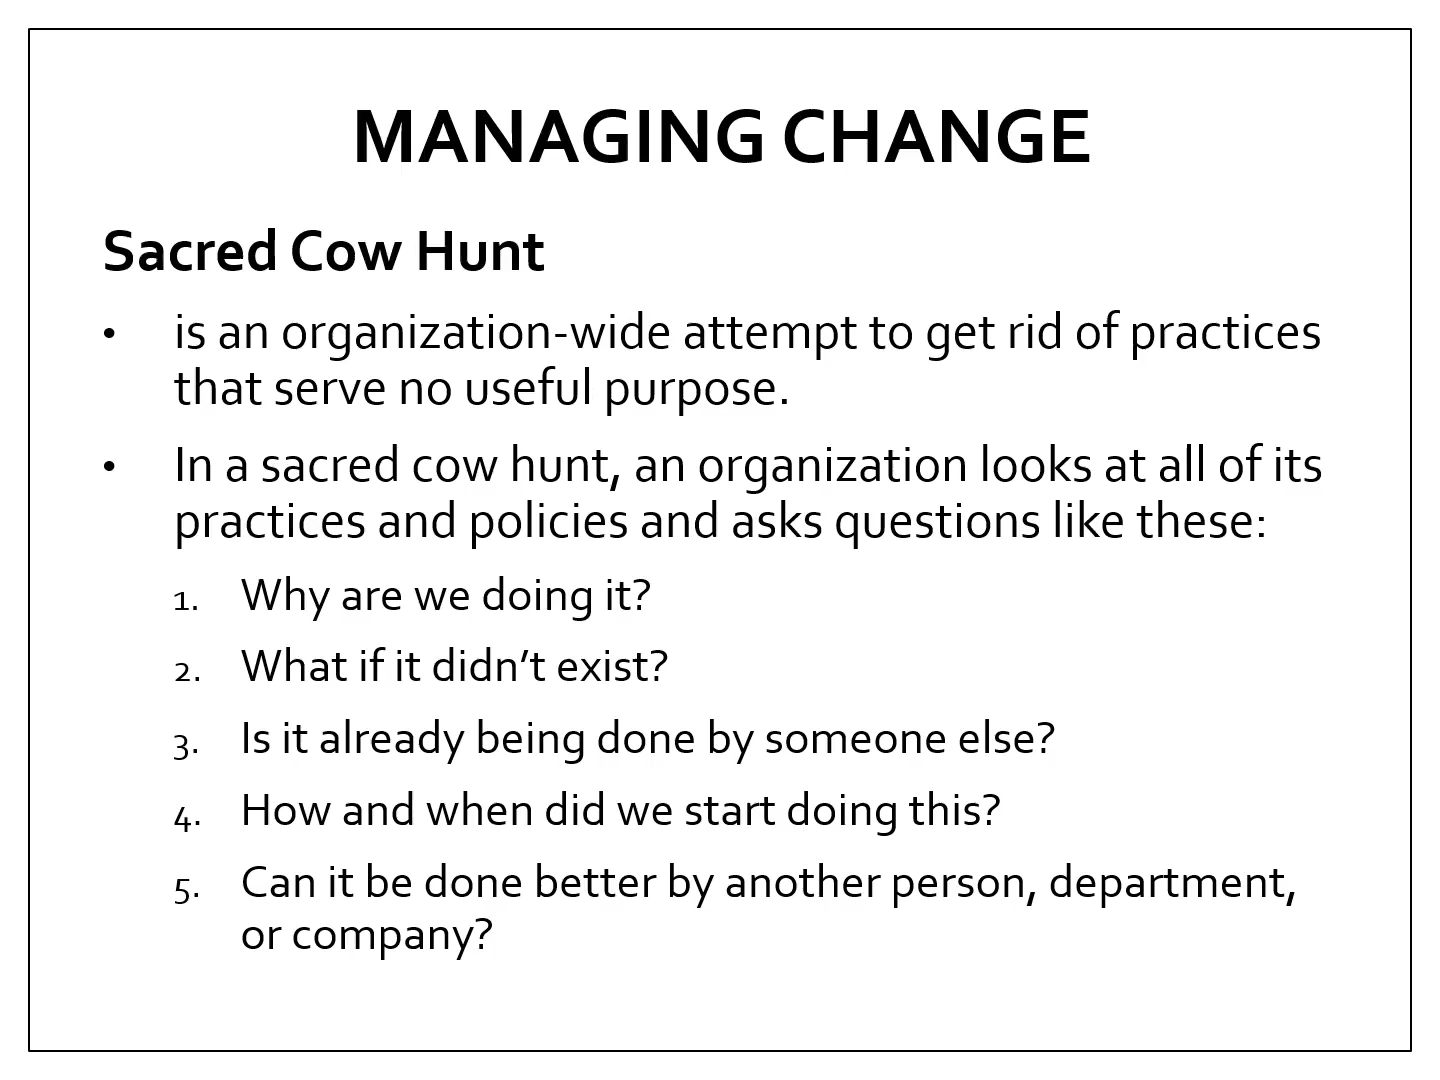 MANAGING CHANGE
Sacred Cow Hunt
• is an organization-wide attempt to get rid of practices
that serve no useful purpose.
• In a sacred cow hunt, an organization looks at all of its
practices and policies and asks questions like these:
1. Why are we doing it?
2. What if it didn’t exist?
3. Is it already being done by someone else?
4. How and when did we start doing this?
5. Can it be done better by another person, department,
or company?